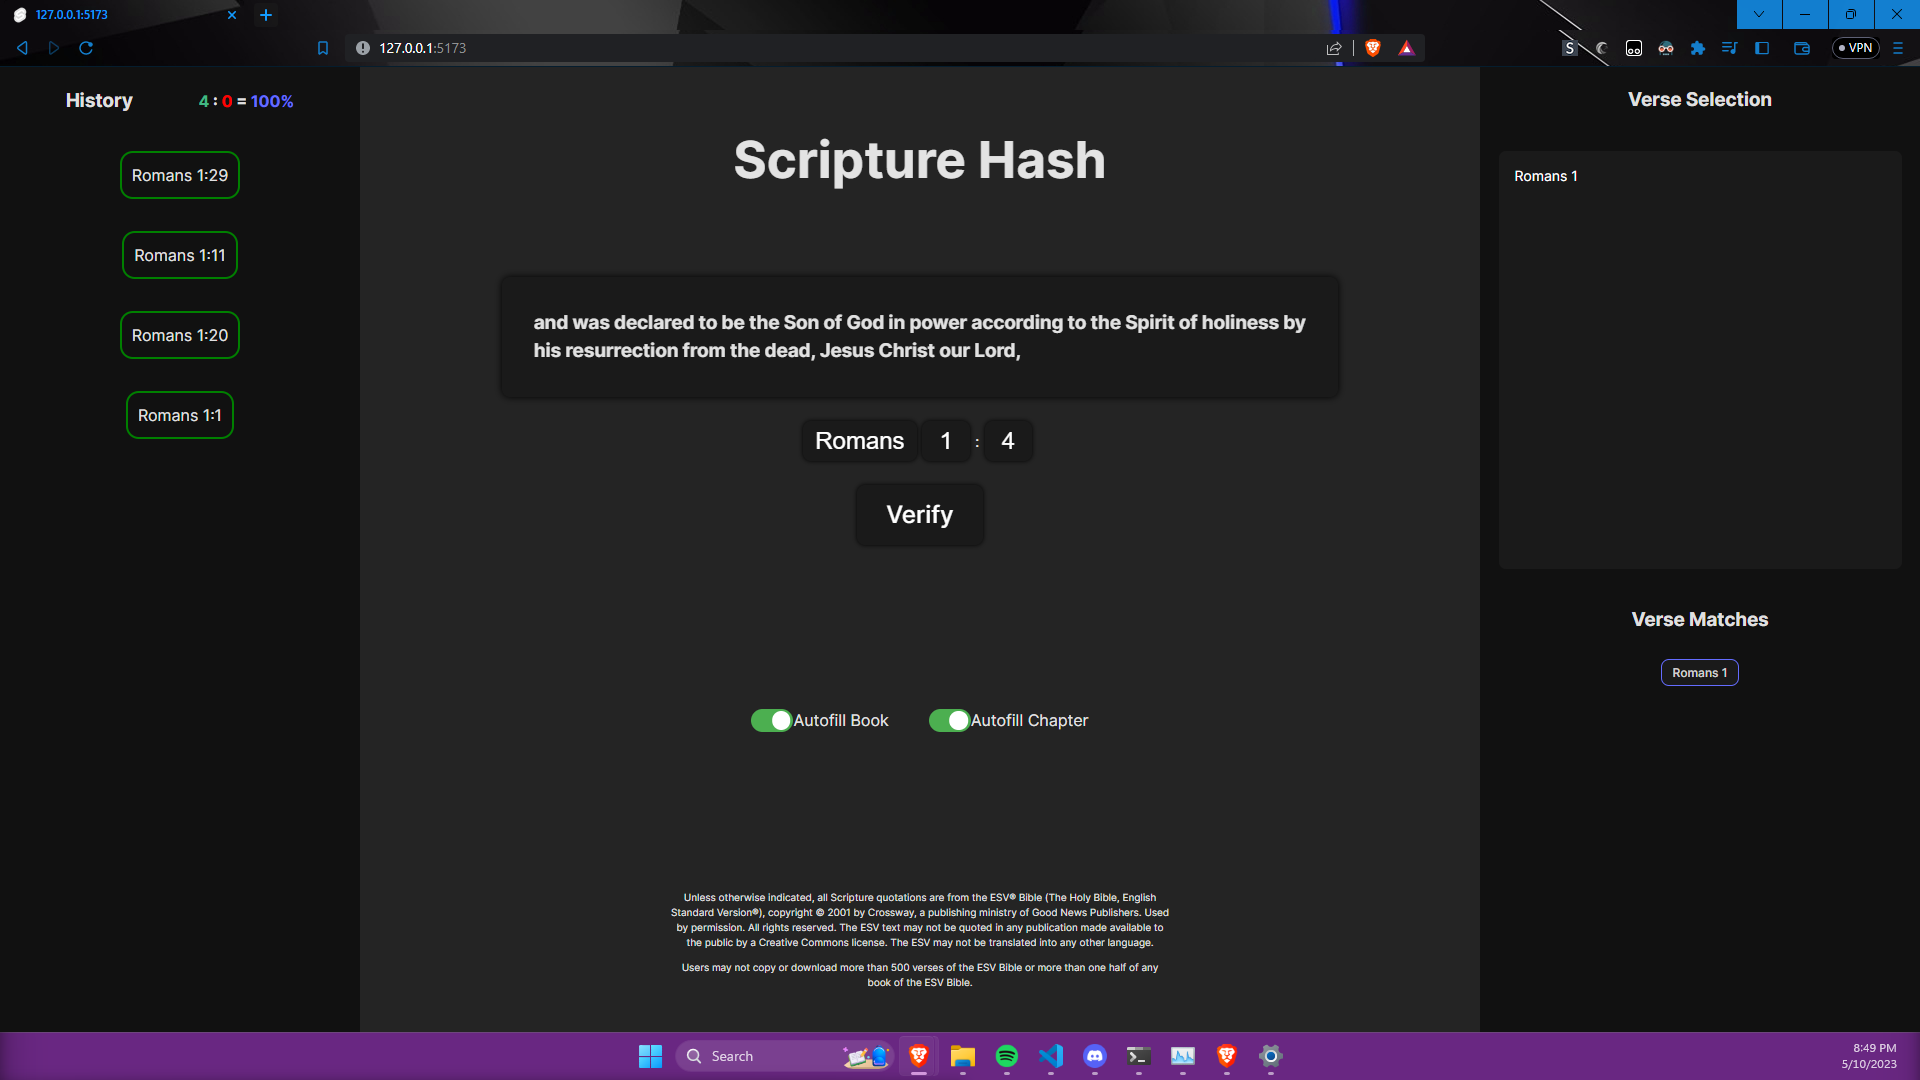 127.0.0.1:5173
127.0.0.1:5173
S
VPN
History
4 : 0 = 100%
Romans 1:29
Romans 1:11
Romans 1:20
Romans 1:1
Scripture Hash
and was declared to be the Son of God in power according to the Spirit of holiness by
his resurrection from the dead, Jesus Christ our Lord,
Romans 1 : 4
Verify
Autofill Book
Autofill Chapter
Unless otherwise indicated, all Scripture quotations are from the ESV® Bible (The Holy Bible, English
Standard Version®), copyright © 2001 by Crossway, a publishing ministry of Good News Publishers. Used
by permission. All rights reserved. The ESV text may not be quoted in any publication made available to
the public by a Creative Commons license. The ESV may not be translated into any other language.
Users may not copy or download more than 500 verses of the ESV Bible or more than one half of any
book of the ESV Bible.
Verse Selection
Romans 1
Verse Matches
Romans 1
Search
8:49 PM
5/10/2023